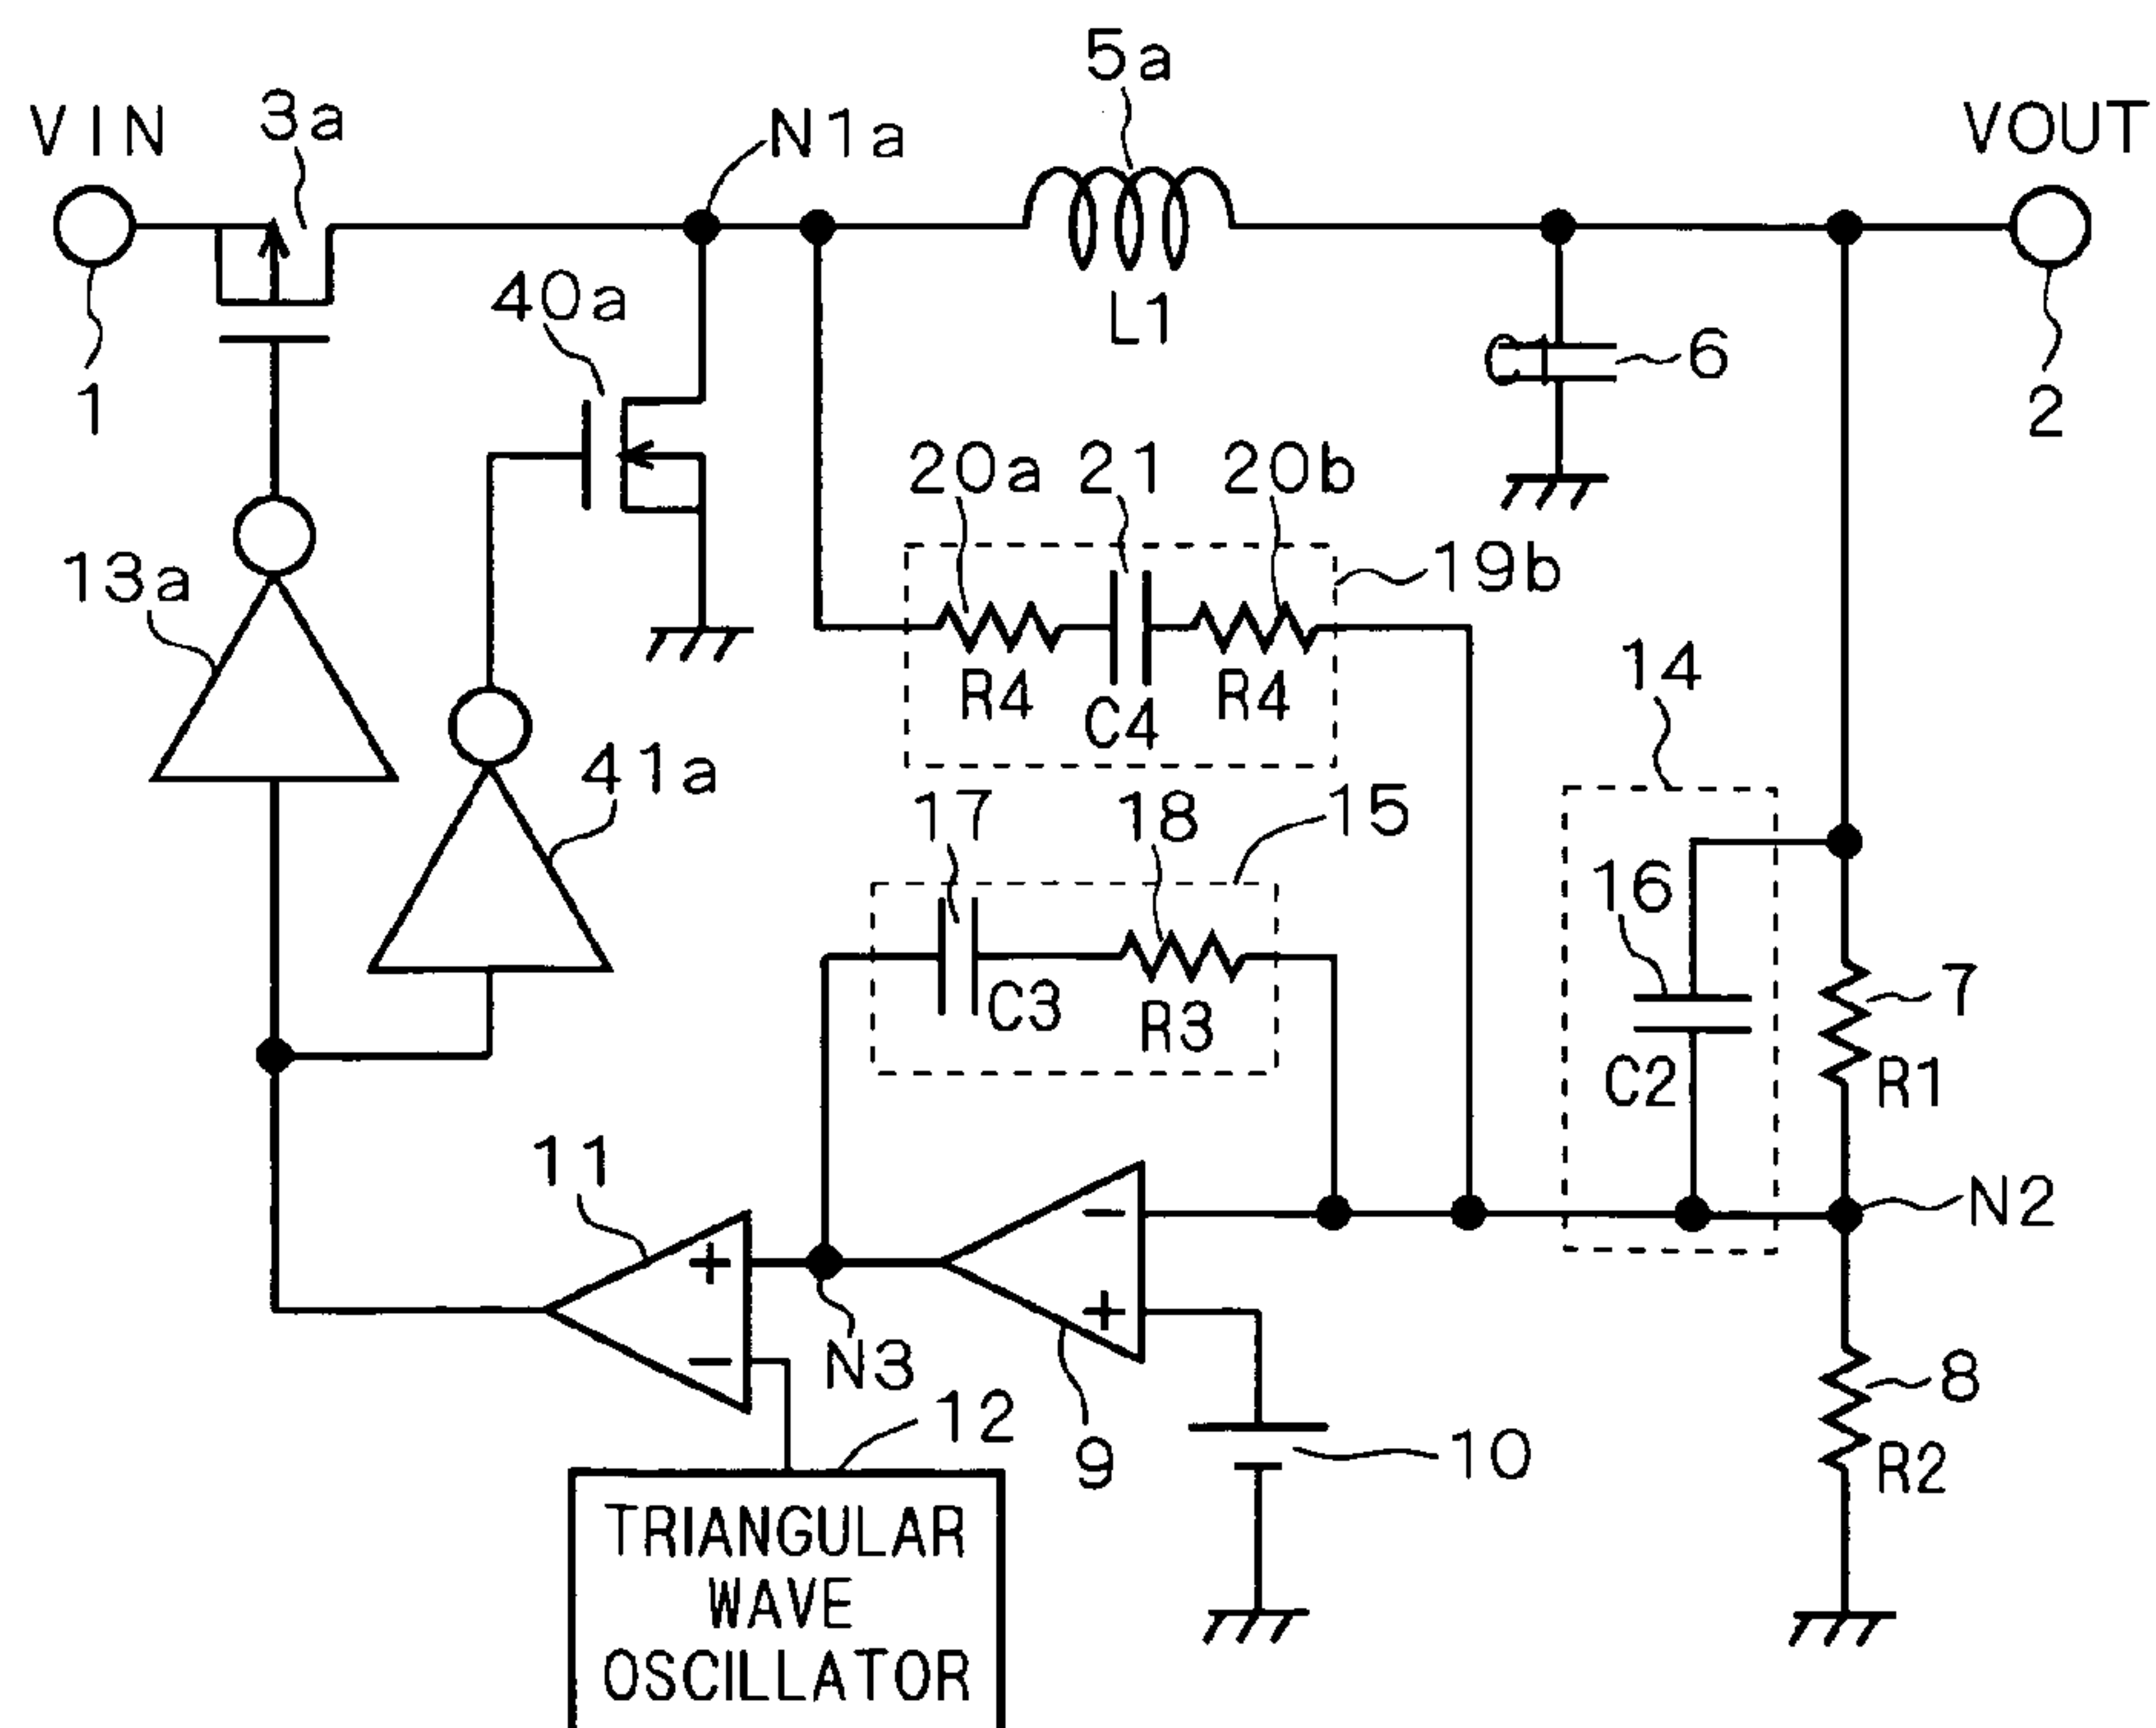 5a
VIN
3a
N1a
VOUT
40a
L1
C1
6
1
2
20a
21
20b
13a
19b
R4
C4
R4
14
41a
17
18
15
16
C3
R3
7
C2
R1
11
N2
+
−
−
+
N3
8
12
9
10
R2
TRIANGULAR
WAVE
OSCILLATOR